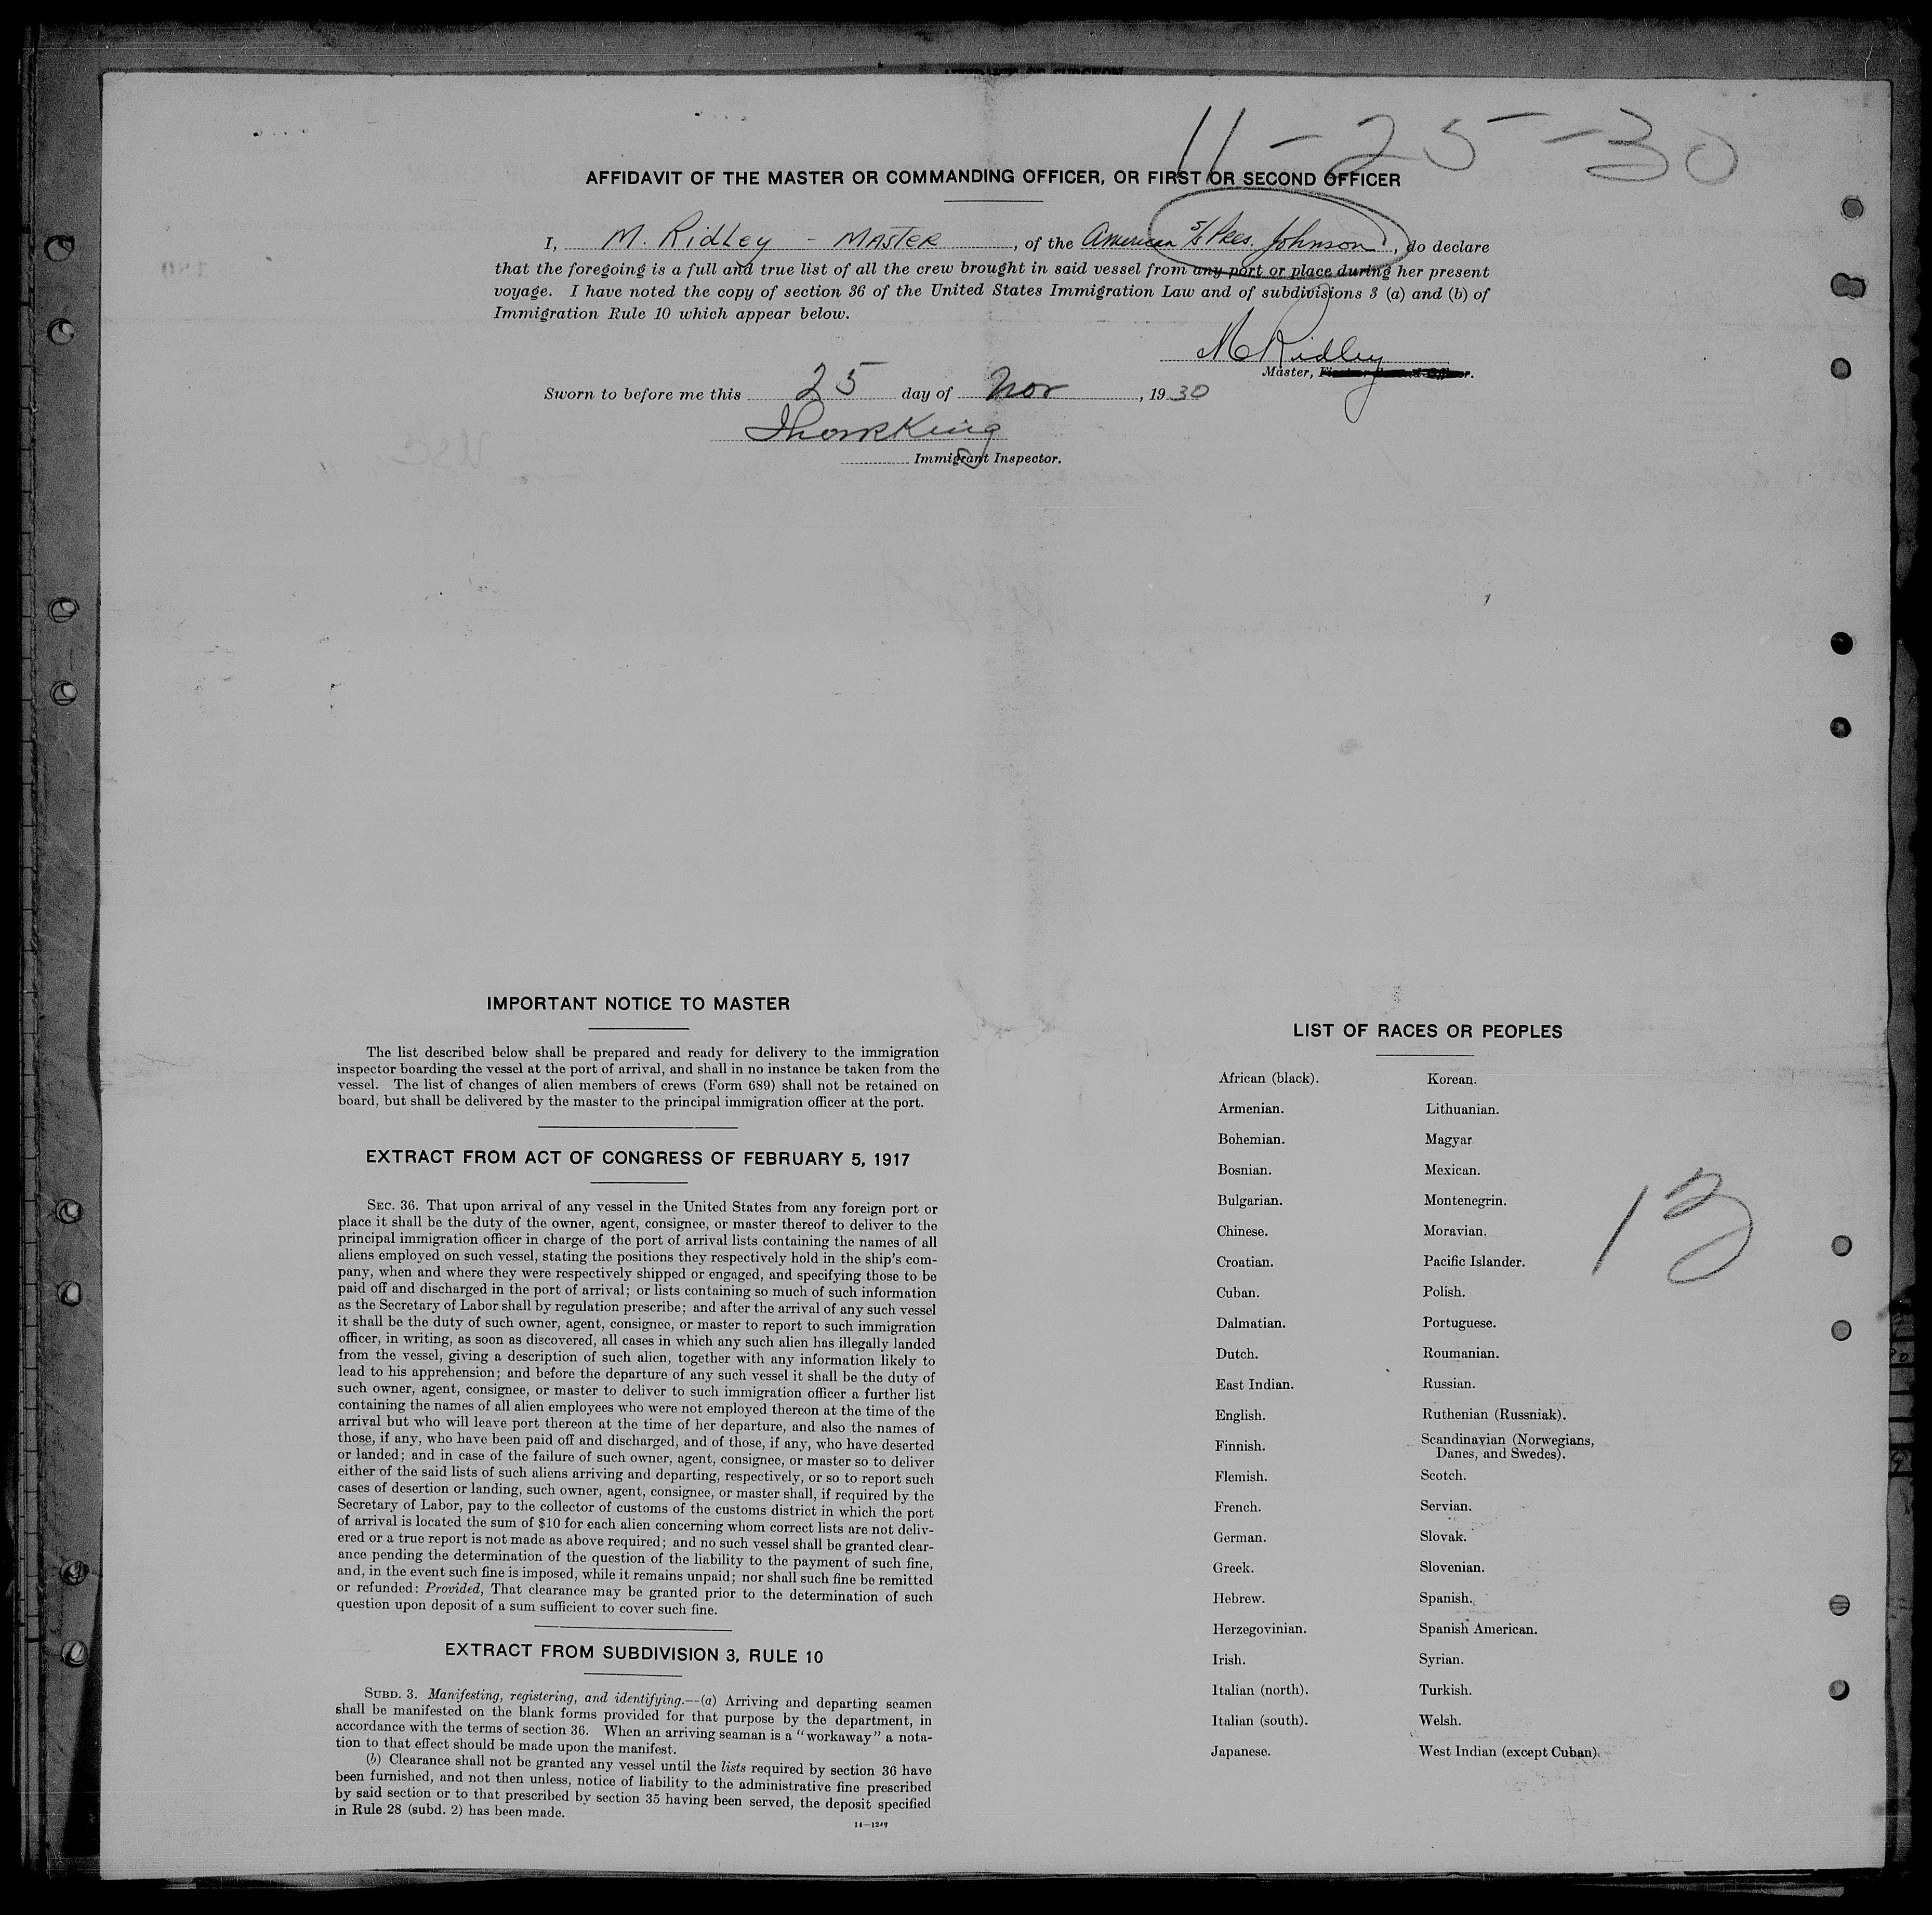 11-25-30
AFFIDAVIT OF THE MASTER OR COMMANDING OFFICER, OR FIRST OR SECOND OFFICER
I, M. Ridley - Master, of the American S/S Pres. Johnson, do declare
that the foregoing is a full and true list of all the crew brought in said vessel from any port or place during her present
voyage. I have noted the copy of section 36 of the United States Immigration Law and of subdivisions 3 (a) and (b) of
Immigration Rule 10 which appear below.
M Ridley
Master, First or Second Officer.
Sworn to before me this 25 day of Nov, 1930
King
Immigrant Inspector.
IMPORTANT NOTICE TO MASTER
The list described below shall be prepared and ready for delivery to the immigration
inspector boarding the vessel at the port of arrival, and shall in no instance be taken from the
vessel. The list of changes of alien members of crews (Form 689) shall not be retained on
board, but shall be delivered by the master to the principal immigration officer at the port.
EXTRACT FROM ACT OF CONGRESS OF FEBRUARY 5, 1917
SEC. 36. That upon arrival of any vessel in the United States from any foreign port or
place it shall be the duty of the owner, agent, consignee, or master thereof to deliver to the
principal immigration officer in charge of the port of arrival lists containing the names of all
aliens employed on such vessel, stating the positions they respectively hold in the ship's com-
pany, when and where they were respectively shipped or engaged, and specifying those to be
paid off and discharged in the port of arrival; or lists containing so much of such information
as the Secretary of Labor shall by regulation prescribe; and after the arrival of any such vessel
it shall be the duty of such owner, agent, consignee, or master to report to such immigration
officer, in writing, as soon as discovered, all cases in which any such alien has illegally landed
from the vessel, giving a description of such alien, together with any information likely to
lead to his apprehension; and before the departure of any such vessel it shall be the duty of
such owner, agent, consignee, or master to deliver to such immigration officer a further list
containing the names of all alien employees who were not employed thereon at the time of the
arrival but who will leave port thereon at the time of her departure, and also the names of
those, if any, who have been paid off and discharged, and of those, if any, who have deserted
or landed; and in case of the failure of such owner, agent, consignee, or master so to deliver
either of the said lists of such aliens arriving and departing, respectively, or so to report such
cases of desertion or landing, such owner, agent, consignee, or master shall, if required by the
Secretary of Labor, pay to the collector of customs of the customs district in which the port
of arrival is located the sum of $10 for each alien concerning whom correct lists are not deliv-
ered or a true report is not made as above required; and no such vessel shall be granted clear-
ance pending the determination of the question of the liability to the payment of such fine,
and, in the event such fine is imposed, while it remains unpaid; nor shall such fine be remitted
or refunded: Provided, That clearance may be granted prior to the determination of such
question upon deposit of a sum sufficient to cover such fine.
EXTRACT FROM SUBDIVISION 3, RULE 10
SUBD. 3. Manifesting, registering, and identifying.—(a) Arriving and departing seamen
shall be manifested on the blank forms provided for that purpose by the department, in
accordance with the terms of section 36. When an arriving seaman is a "workaway" a nota-
tion to that effect should be made upon the manifest.
(b) Clearance shall not be granted any vessel until the lists required by section 36 have
been furnished, and not then unless, notice of liability to the administrative fine prescribed
by said section or to that prescribed by section 35 having been served, the deposit specified
in Rule 28 (subd. 2) has been made.
14—1249
LIST OF RACES OR PEOPLES
African (black).
Armenian.
Bohemian.
Bosnian.
Bulgarian.
Chinese.
Croatian.
Cuban.
Dalmatian.
Dutch.
East Indian.
English.
Finnish.
Flemish.
French.
German.
Greek.
Hebrew.
Herzegovinian.
Irish.
Italian (north).
Italian (south).
Japanese.
Korean.
Lithuanian.
Magyar
Mexican.
Montenegrin.
Moravian.
Pacific Islander.
Polish.
Portuguese.
Roumanian.
Russian.
Ruthenian (Russniak).
Scandinavian (Norwegians,
Danes, and Swedes).
Scotch.
Servian.
Slovak.
Slovenian.
Spanish.
Spanish American.
Syrian.
Turkish.
Welsh.
West Indian (except Cuban).
13